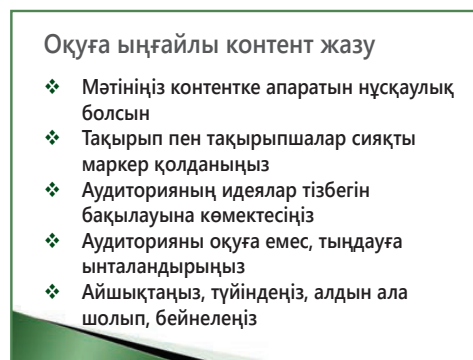 Оқуға ыңғайлы контент жазу
Мәтініңіз контентке апаратын нұсқаулық
болсын
Тақырып пен тақырыпшалар сияқты
маркер қолданыңыз
Аудиторияның идеялар тізбегін
бақылауына көмектесіңіз
Аудиторияны оқуға емес, тыңдауға
ынталандырыңыз
Айшықтаңыз, түйіндеңіз, алдын ала
шолып, бейнелеңіз